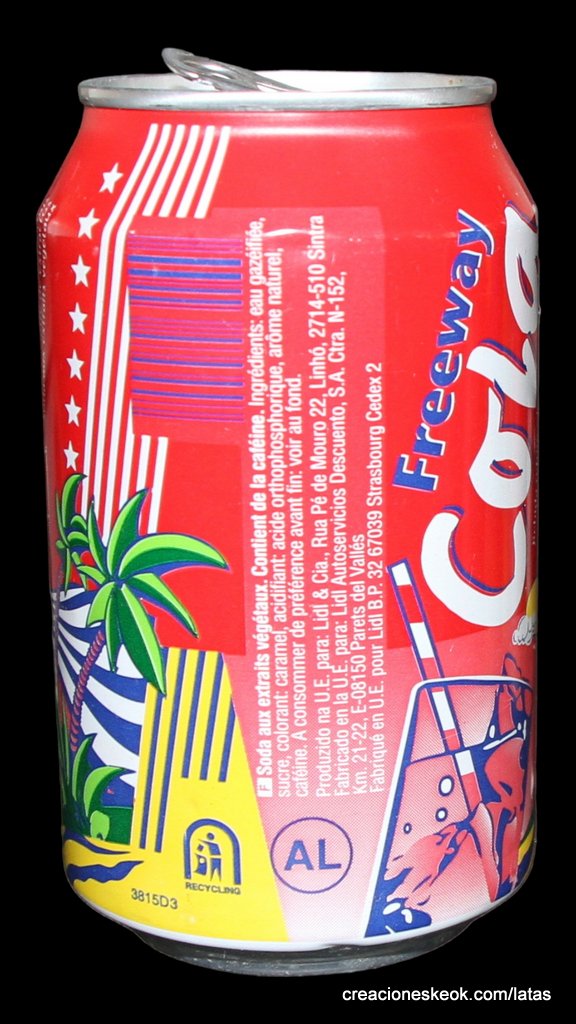 Freeway
Cola
F Soda aux extraits végétaux. Contient de la caféine. Ingrédients: eau gazéifiée,
sucre, colorant: caramel, acidifiant: acide orthophosphorique, arôme naturel,
caféine. A consommer de préférence avant fin: voir au fond.
Produzito na U.E. para: Lidl & Cia., Rua Pé de Mouro 22, Linhó, 2714-510 Sintra
Fabricado en la U.E. para: Lidl Autoservicios Descuento, S.A. Ctra. N-152,
Km. 21-22, E-08150 Parets del Vallés
Fabriqué en U.E. pour Lidl B.P. 32 67039 Strasbourg Cedex 2
AL
RECYCLING
3815D3
creacioneskeok.com/latas